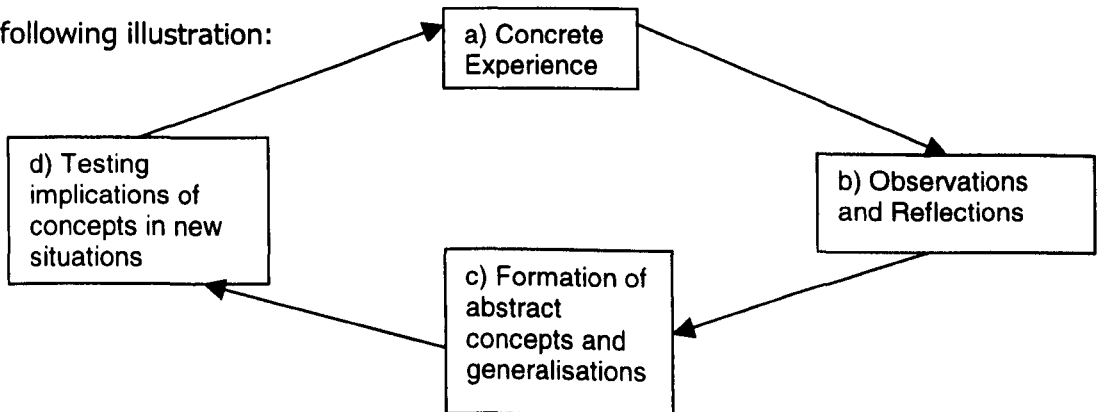 following illustration:
a) Concrete
Experience
b) Observations
and Reflections
c) Formation of
abstract
concepts and
generalisations
d) Testing
implications of
concepts in new
situations